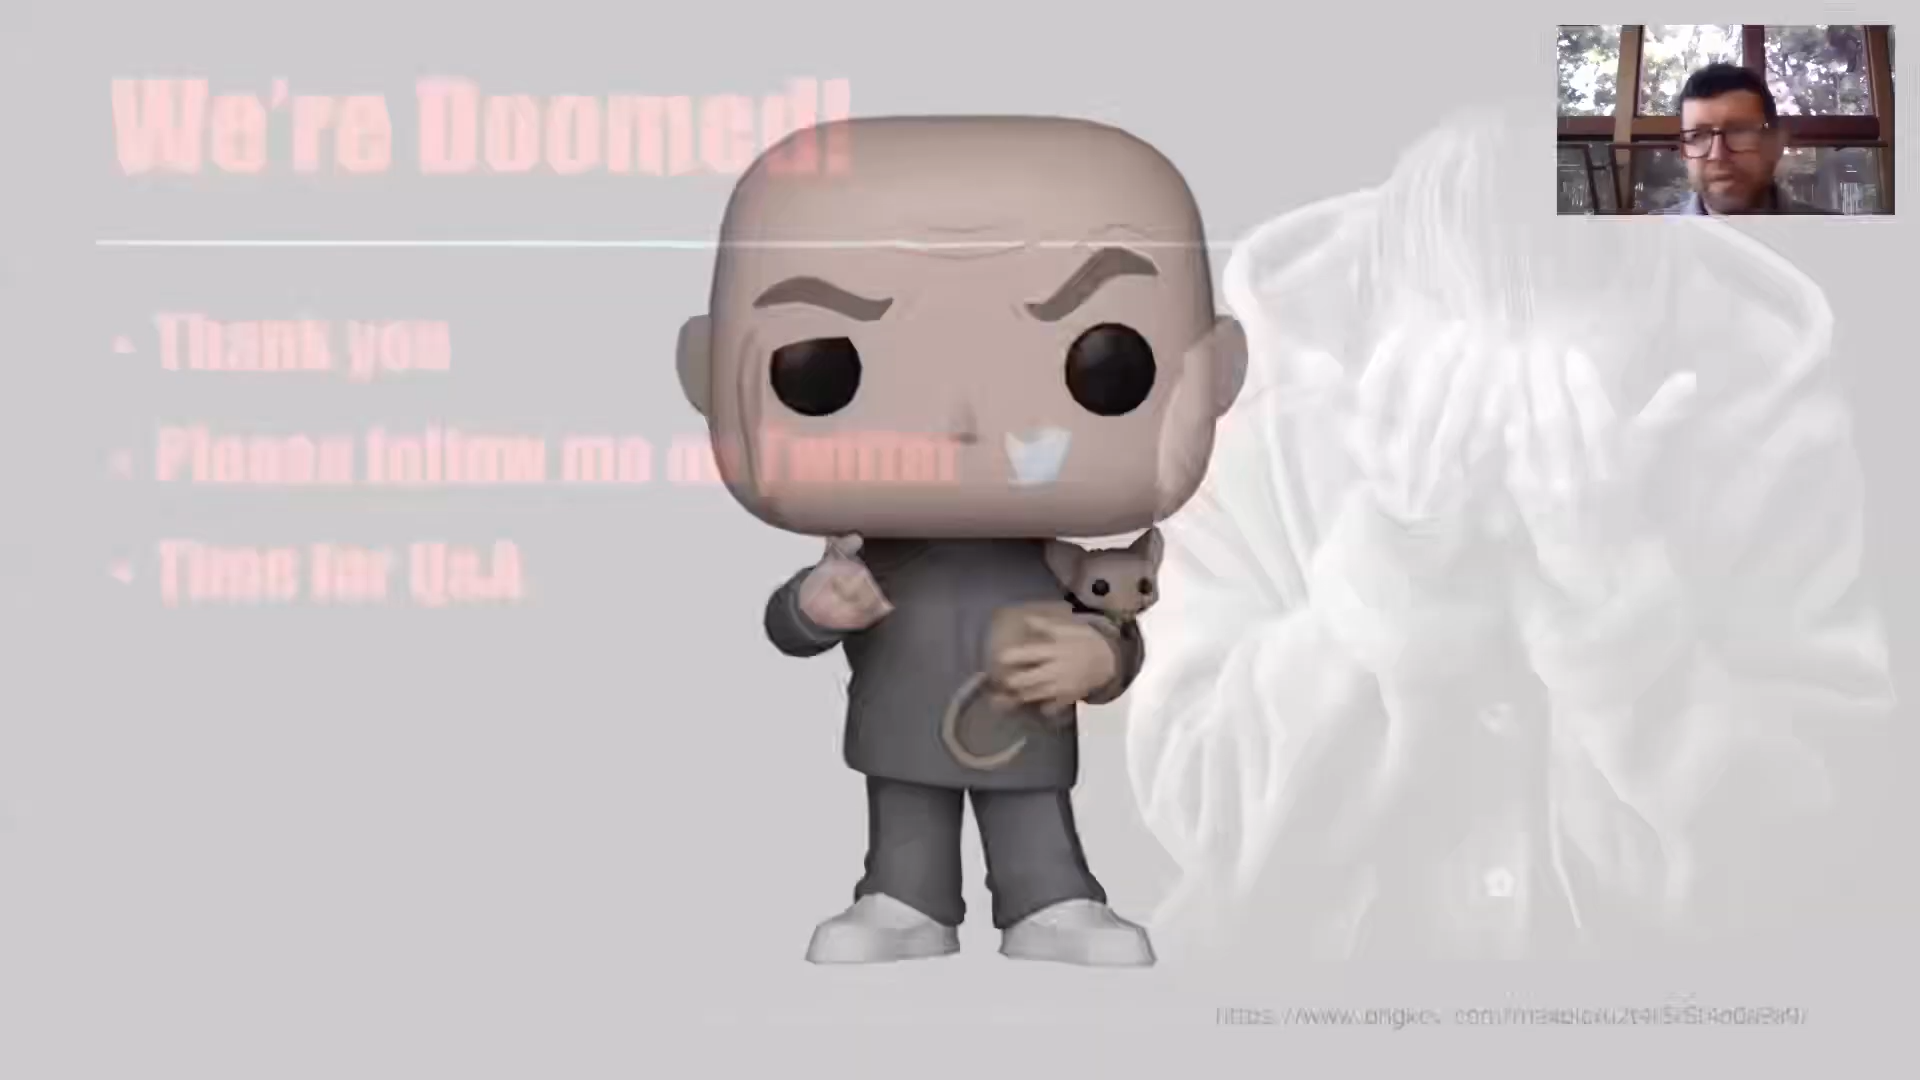 We're Doomed!
• Thank you
• Please follow me on Twitter
• Time for Q&A